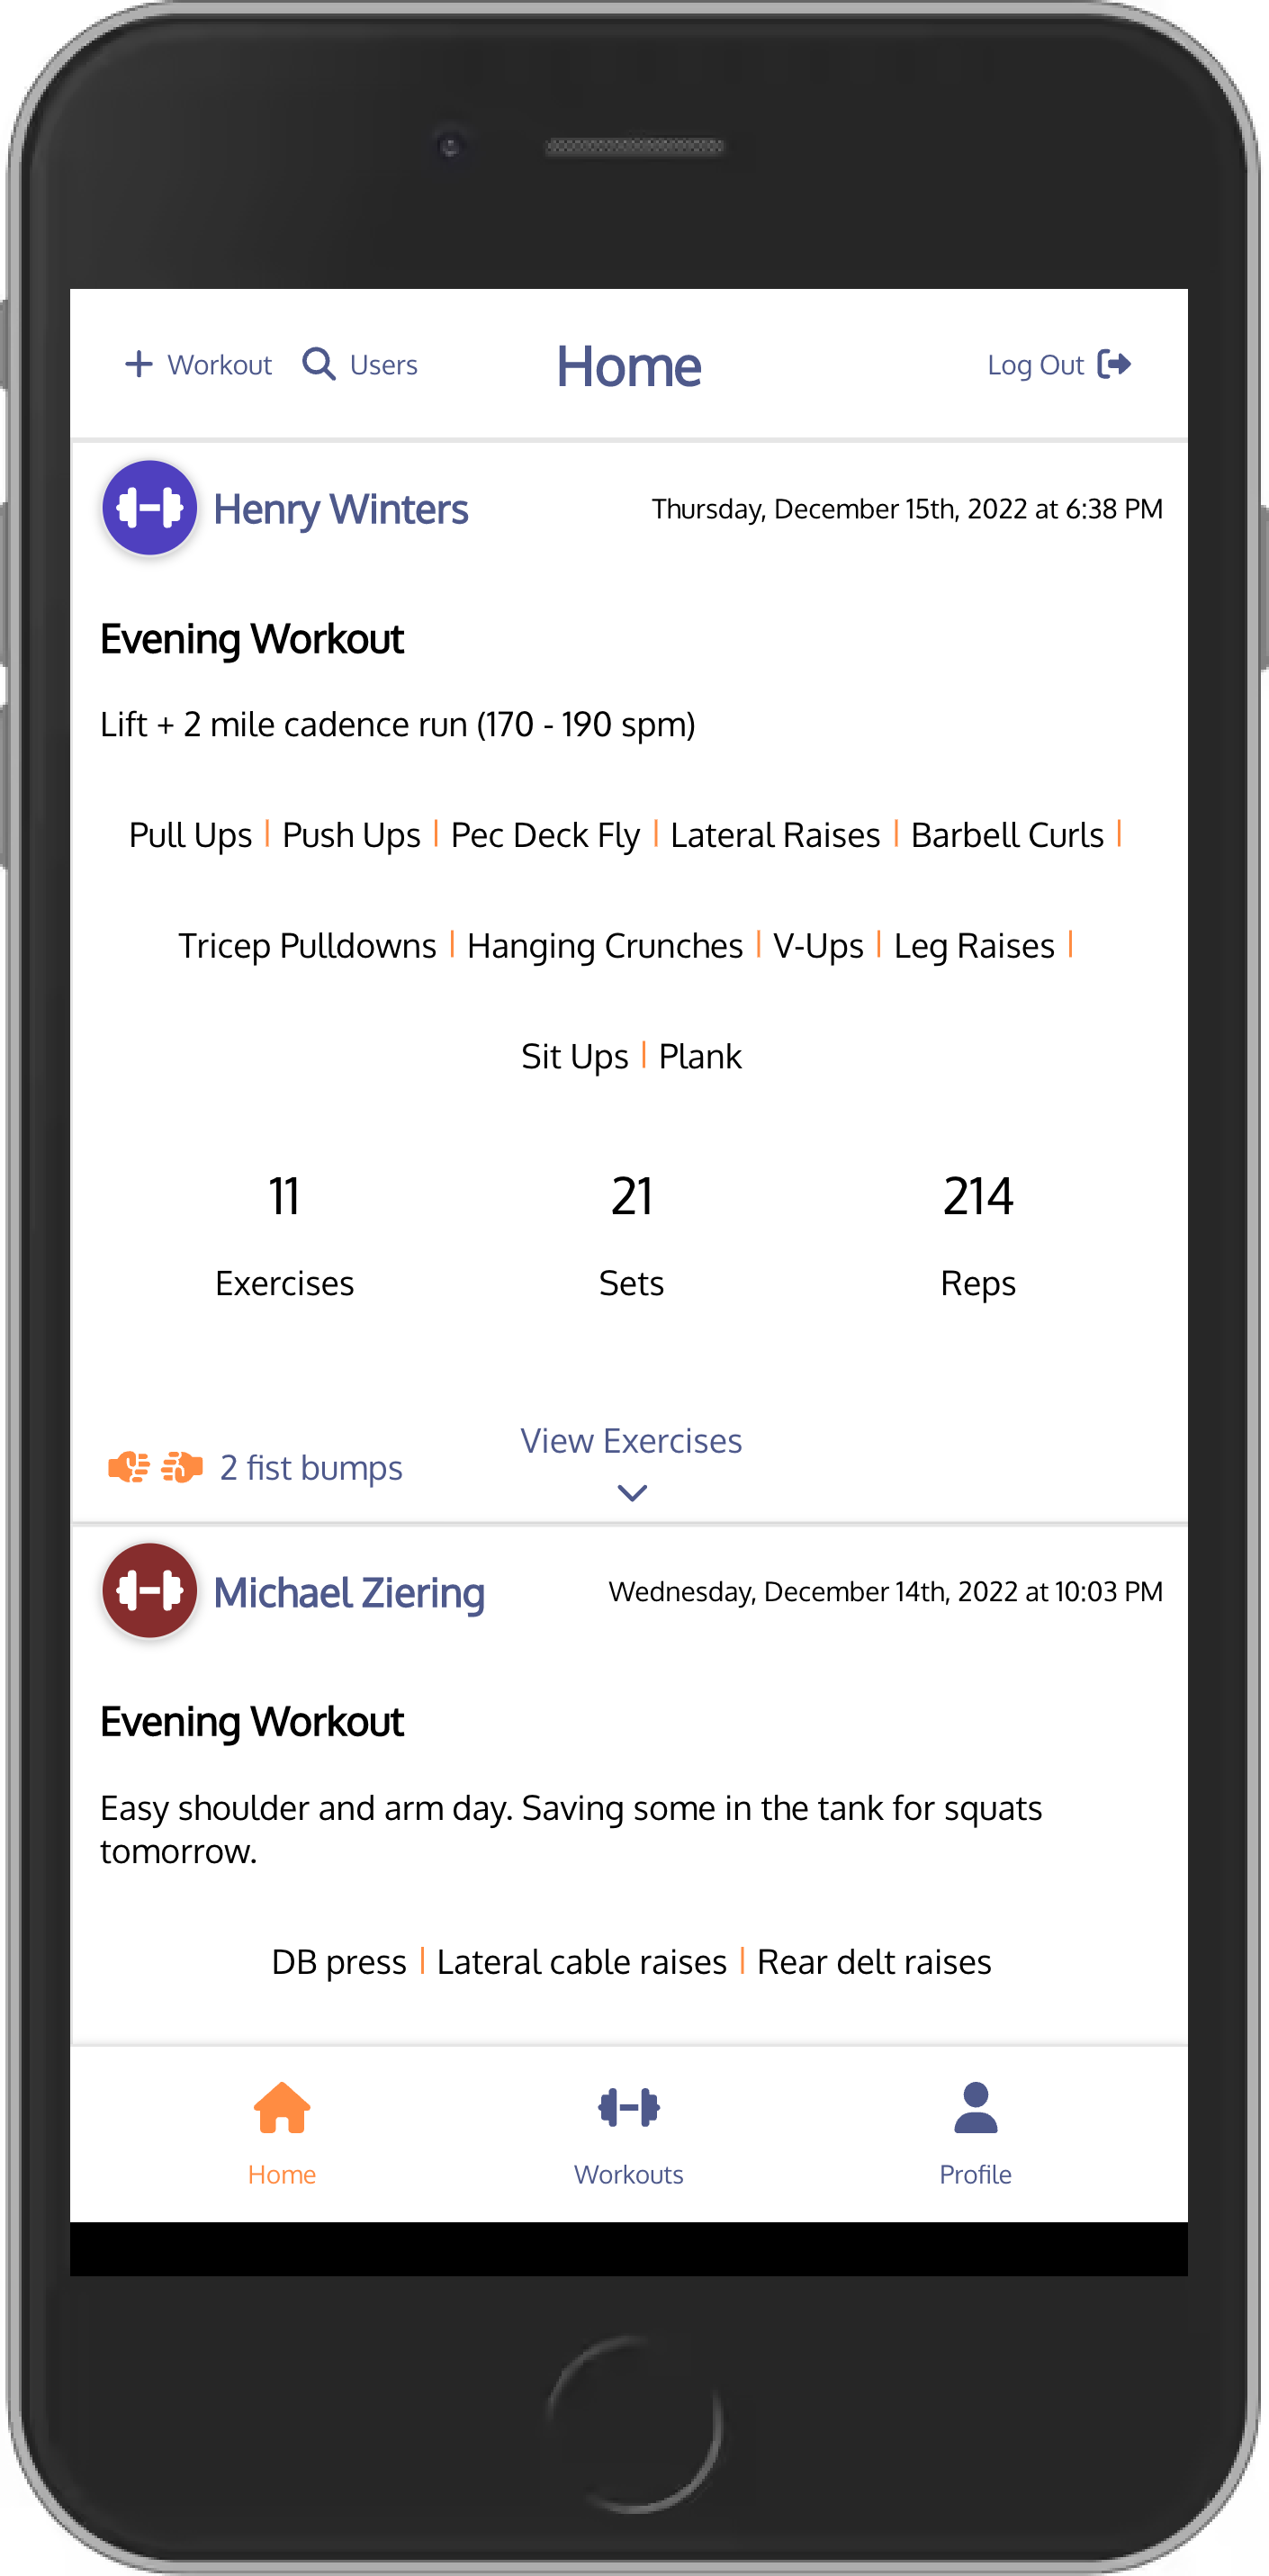 Workout Users Home Log Out
Henry Winters Thursday, December 15th, 2022 at 6:38 PM
Evening Workout
Lift + 2 mile cadence run (170 - 190 spm)
Pull Ups | Push Ups | Pec Deck Fly | Lateral Raises | Barbell Curls |
Tricep Pulldowns | Hanging Crunches | V-Ups | Leg Raises |
Sit Ups | Plank
11 21 214
Exercises Sets Reps
View Exercises
2 fist bumps
Michael Ziering Wednesday, December 14th, 2022 at 10:03 PM
Evening Workout
Easy shoulder and arm day. Saving some in the tank for squats
tomorrow.
DB press | Lateral cable raises | Rear delt raises
Home Workouts Profile